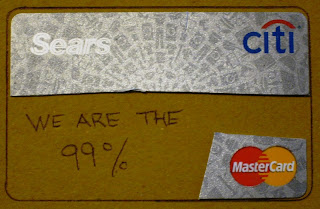 Sears citi
WE ARE THE
99%
MasterCard